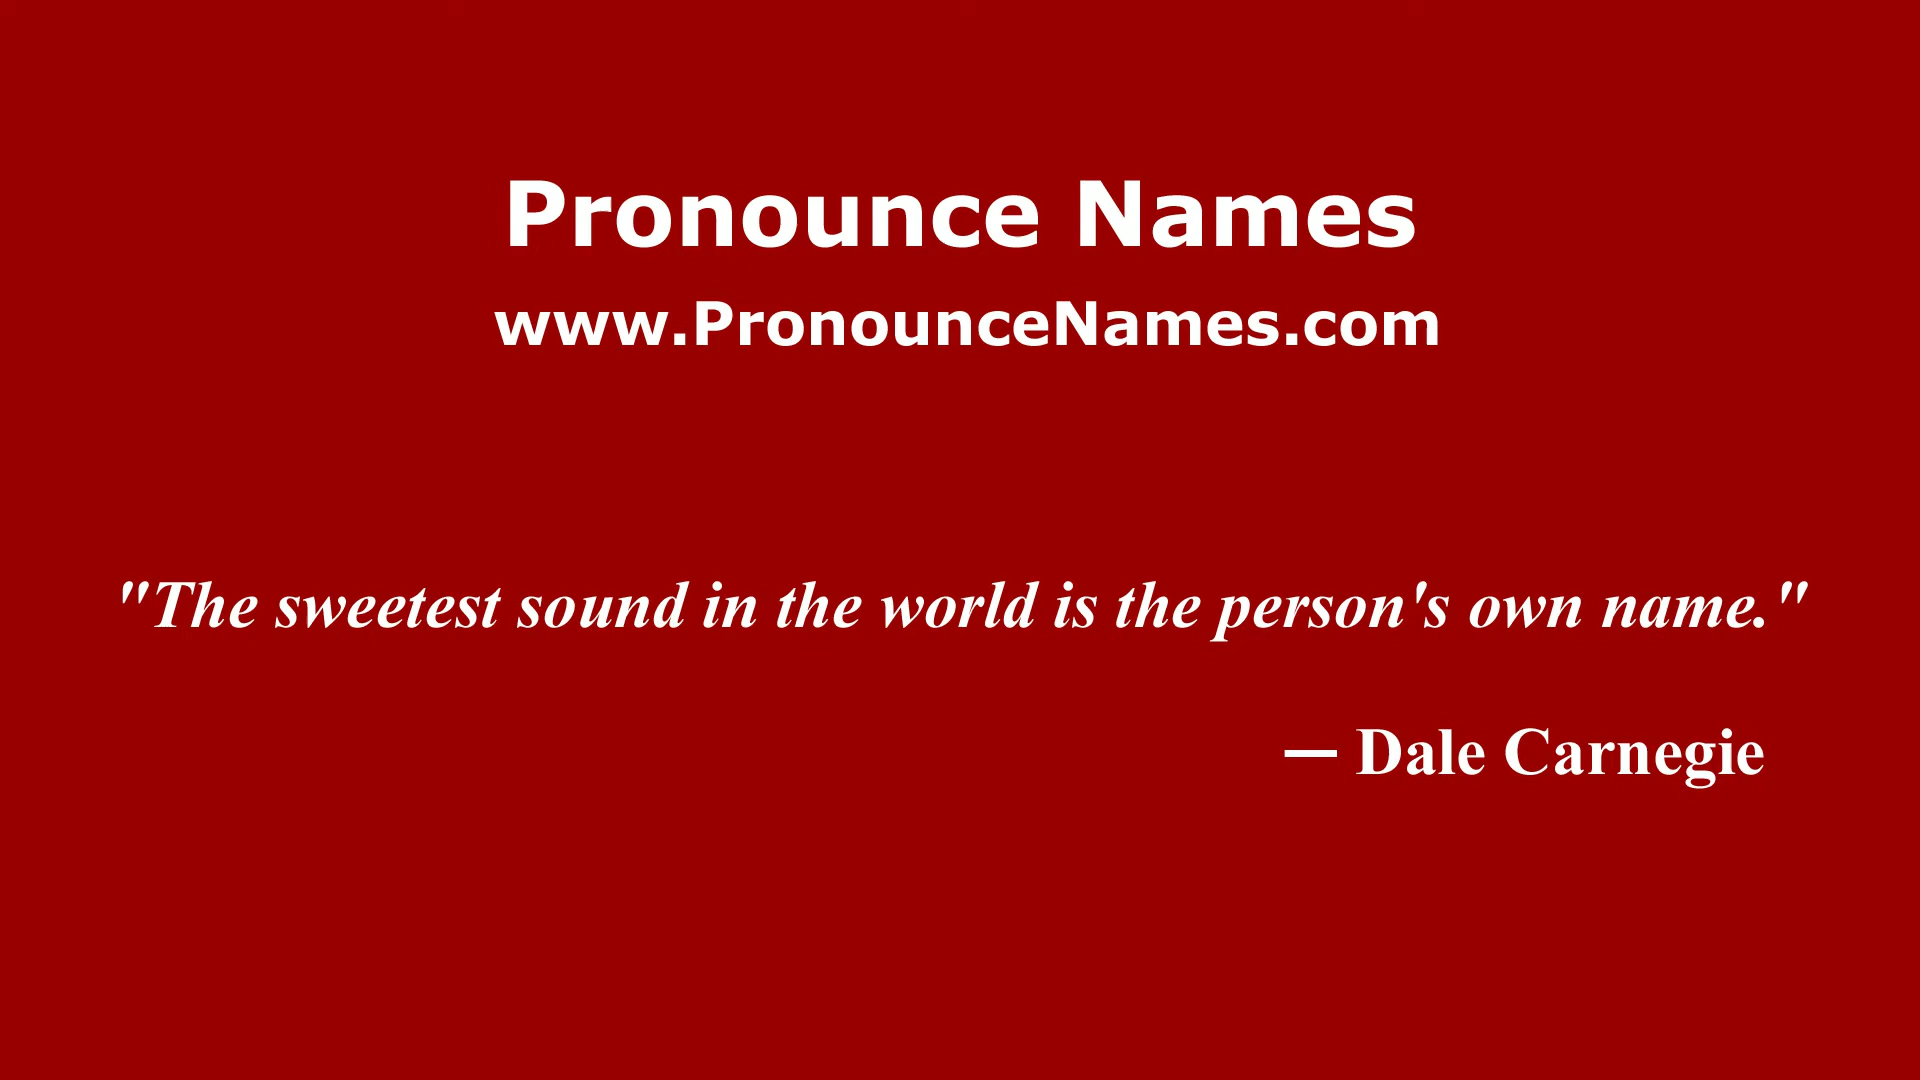 Pronounce Names
www.PronounceNames.com
"The sweetest sound in the world is the person's own name."
— Dale Carnegie